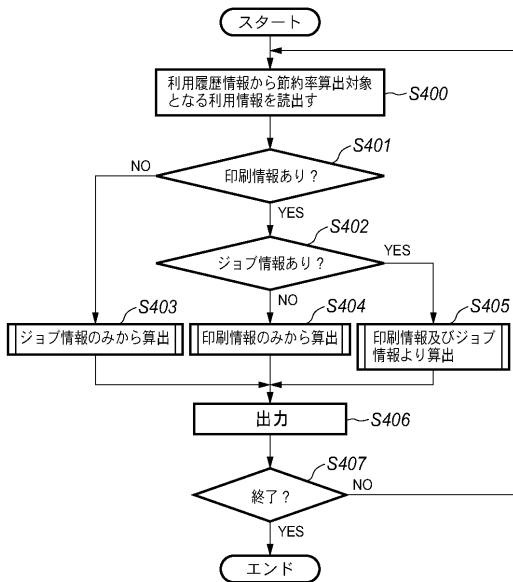 スタート
利用履歴情報から節約率算出対象
となる利用情報を読出す
S400
S401
NO
印刷情報あり？
YES
S402
YES
ジョブ情報あり？
NO
S403
S404
S405
ジョブ情報のみから算出
印刷情報のみから算出
印刷情報及びジョブ
情報より算出
出力
S406
S407
終了？
NO
YES
エンド